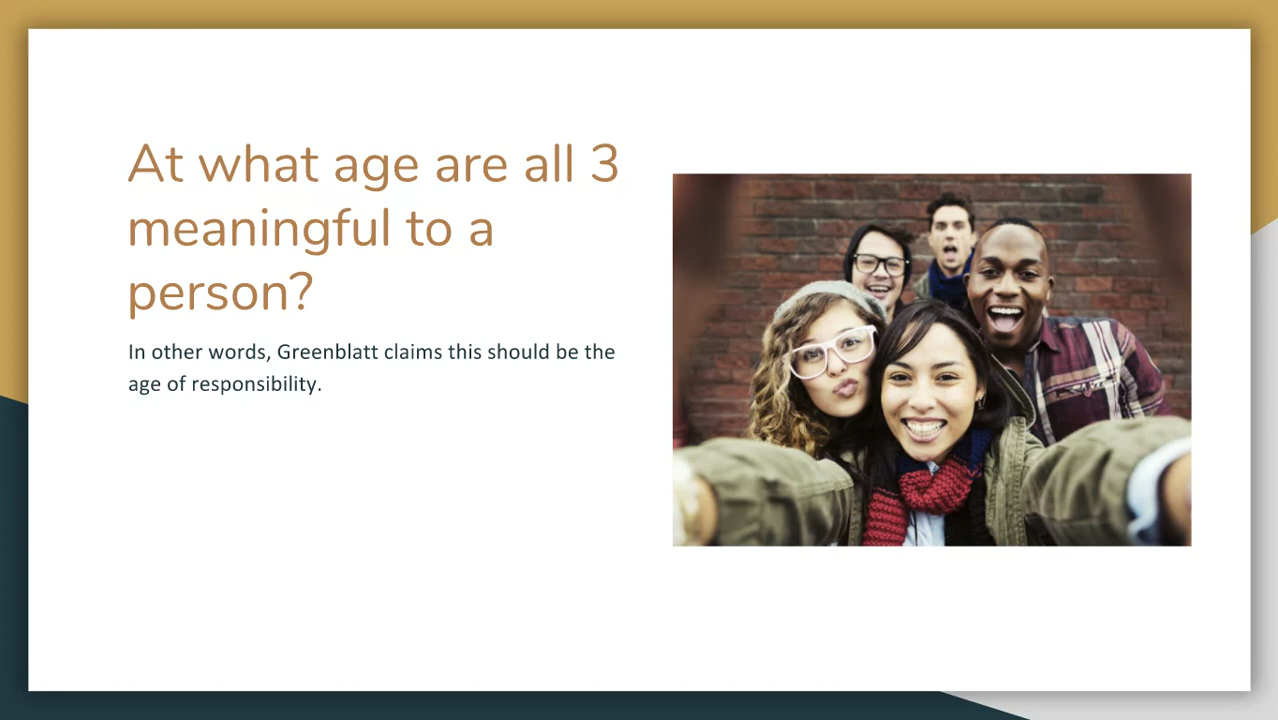 At what age are all 3
meaningful to a
person?
In other words, Greenblatt claims this should be the
age of responsibility.